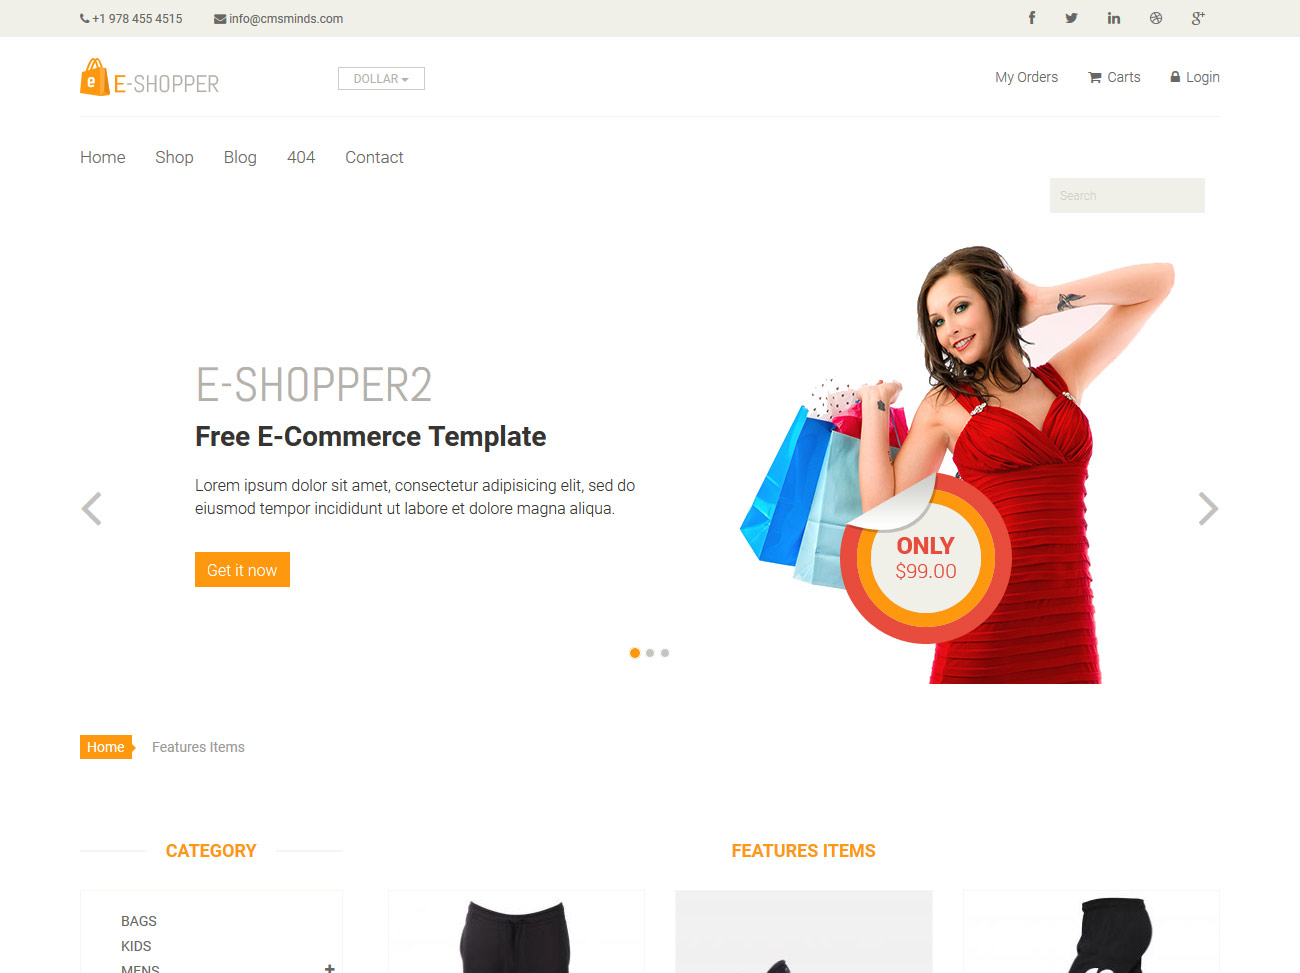 +1 978 455 4515 info@cmsminds.com
e E-SHOPPER DOLLAR My Orders Carts Login
Home Shop Blog 404 Contact
Search
E-SHOPPER2
Free E-Commerce Template
Lorem ipsum dolor sit amet, consectetur adipisicing elit, sed do
eiusmod tempor incididunt ut labore et dolore magna aliqua.
Get it now
ONLY
$99.00
Home Features Items
CATEGORY FEATURES ITEMS
BAGS
KIDS
MENS